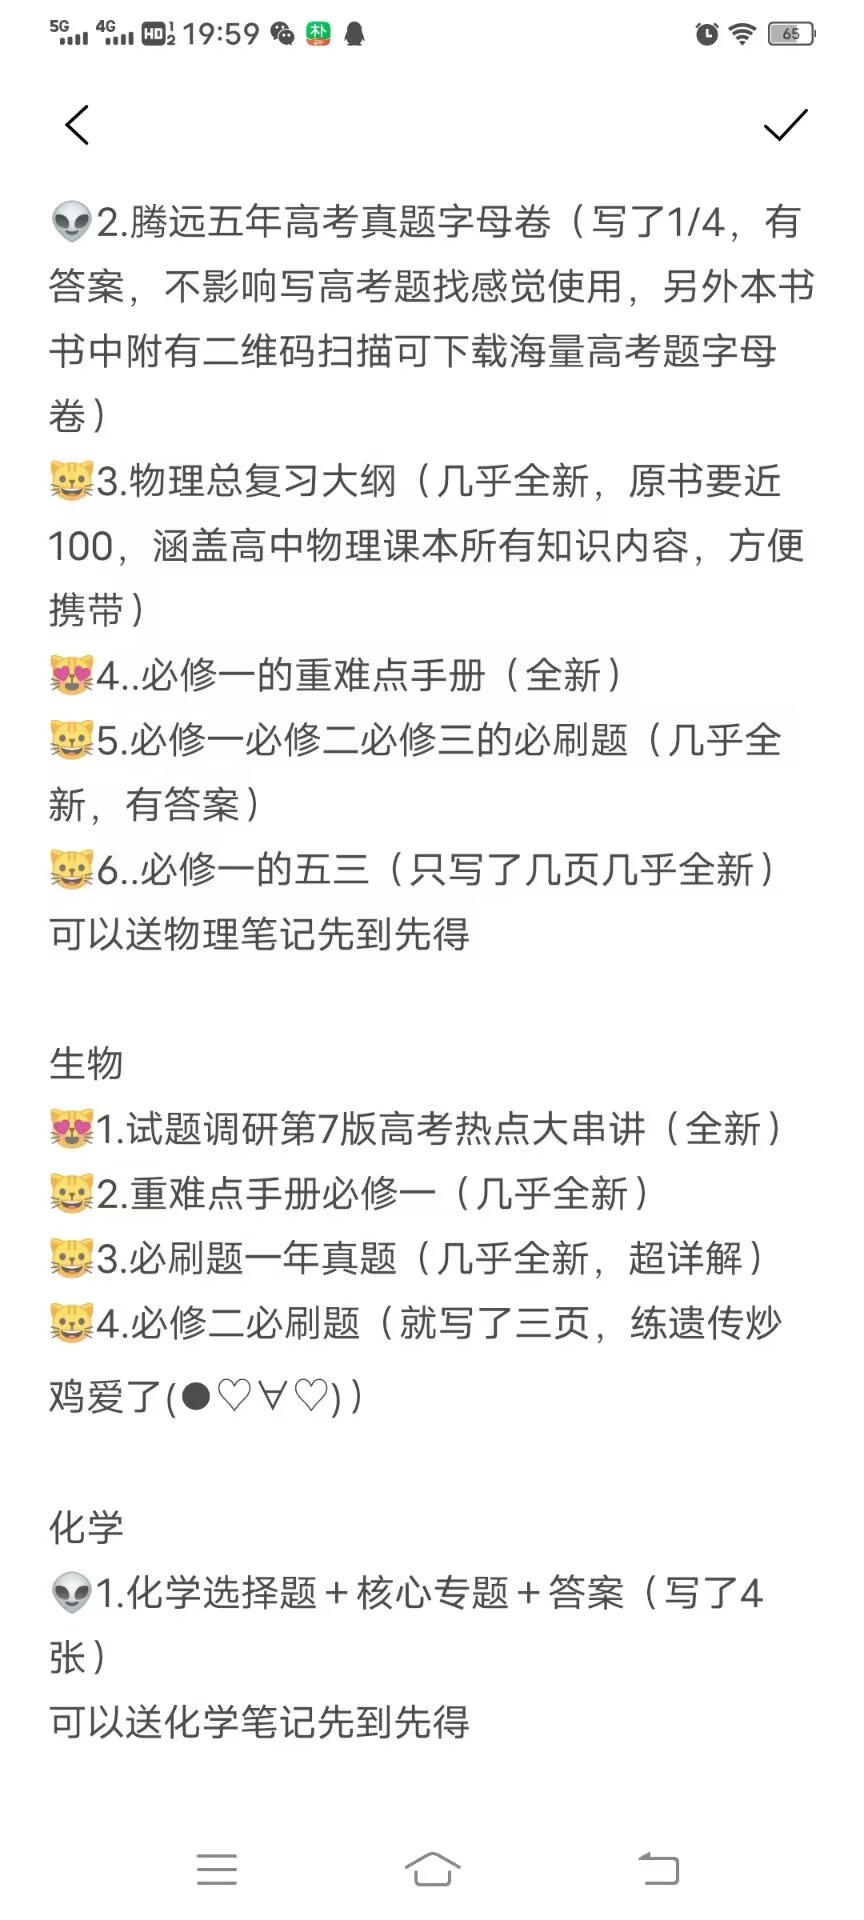 5G 4G HD 1 2 19:59 朴 65
👽2.腾远五年高考真题字母卷（写了1/4，有
答案，不影响写高考题找感觉使用，另外本书
书中附有二维码扫描可下载海量高考题字母
卷）
😺3.物理总复习大纲（几乎全新，原书要近
100，涵盖高中物理课本所有知识内容，方便
携带）
😻4..必修一的重难点手册（全新）
😺5.必修一必修二必修三的必刷题（几乎全
新，有答案）
😺6..必修一的五三（只写了几页几乎全新）
可以送物理笔记先到先得
生物
😻1.试题调研第7版高考热点大串讲（全新）
😺2.重难点手册必修一（几乎全新）
😺3.必刷题一年真题（几乎全新，超详解）
😺4.必修二必刷题（就写了三页，练遗传炒
鸡爱了(●♡∀♡)）
化学
👽1.化学选择题+核心专题+答案（写了4
张）
可以送化学笔记先到先得